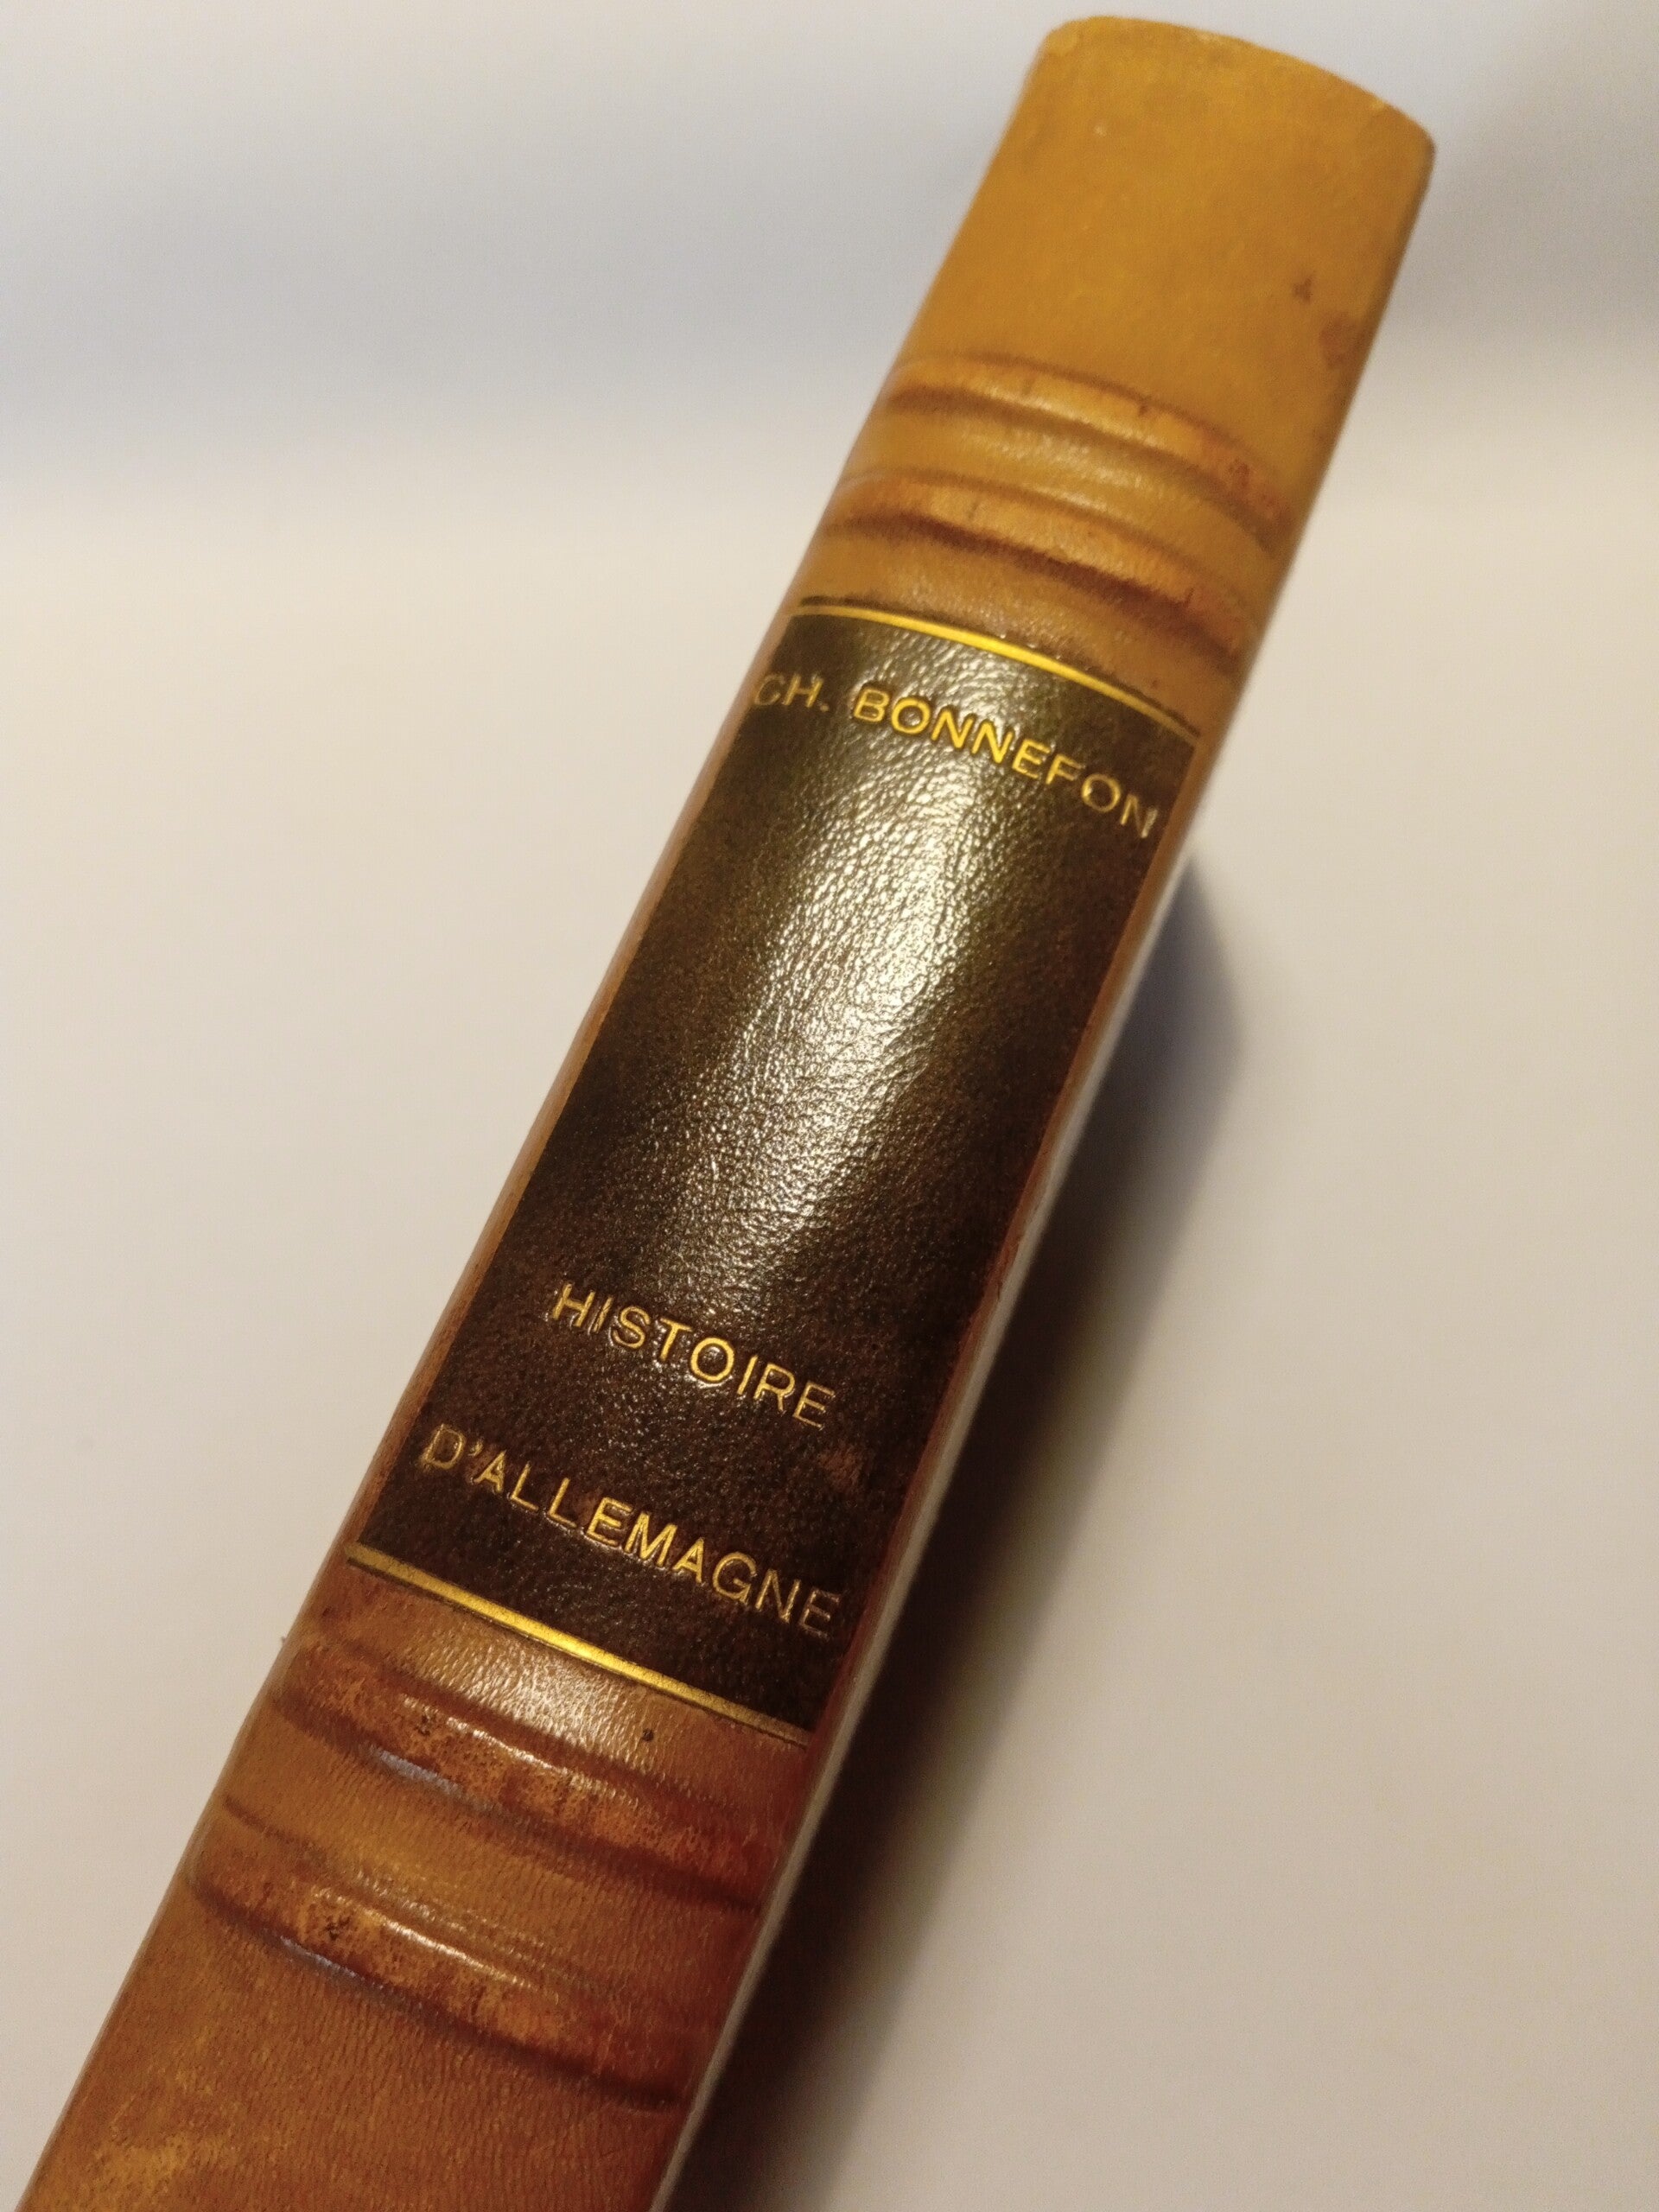 CH. BONNEFON
HISTOIRE
D'ALLEMAGNE